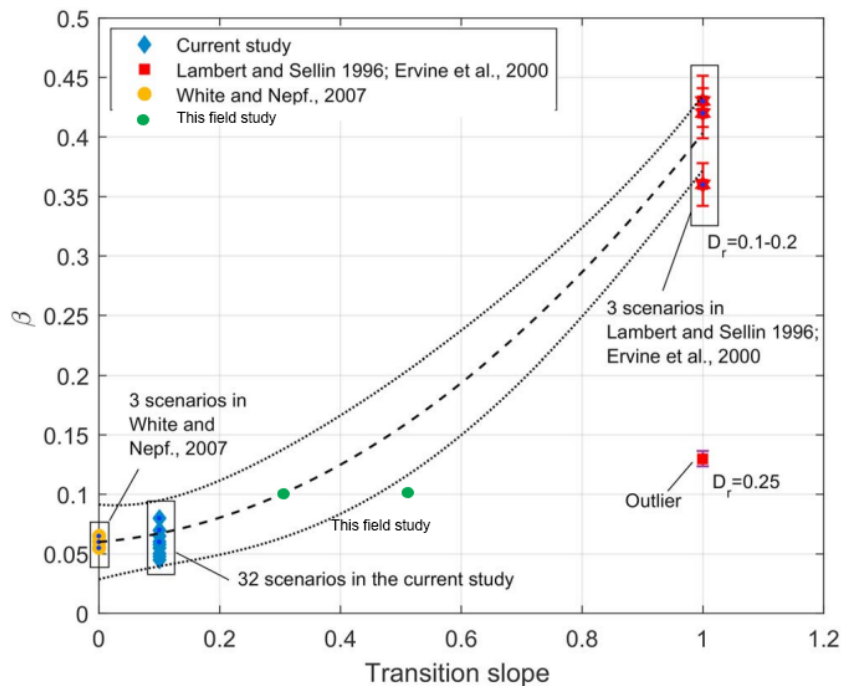 0.5
0.45
0.4
0.35
0.3
0.25
0.2
0.15
0.1
0.05
0
β
Current study
Lambert and Sellin 1996; Ervine et al., 2000
White and Nepf., 2007
This field study
D_r=0.1-0.2
3 scenarios in
Lambert and Sellin 1996;
Ervine et al., 2000
3 scenarios in
White and
Nepf., 2007
Outlier
D_r=0.25
This field study
32 scenarios in the current study
0 0.2 0.4 0.6 0.8 1 1.2
Transition slope